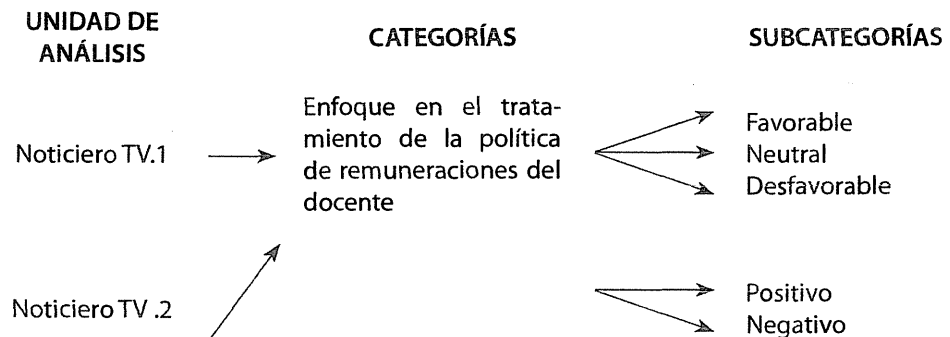 UNIDAD DE
ANÁLISIS
CATEGORÍAS
SUBCATEGORÍAS
Noticiero TV.1
Enfoque en el trata-
miento de la política
de remuneraciones del
docente
Favorable
Neutral
Desfavorable
Noticiero TV .2
Positivo
Negativo